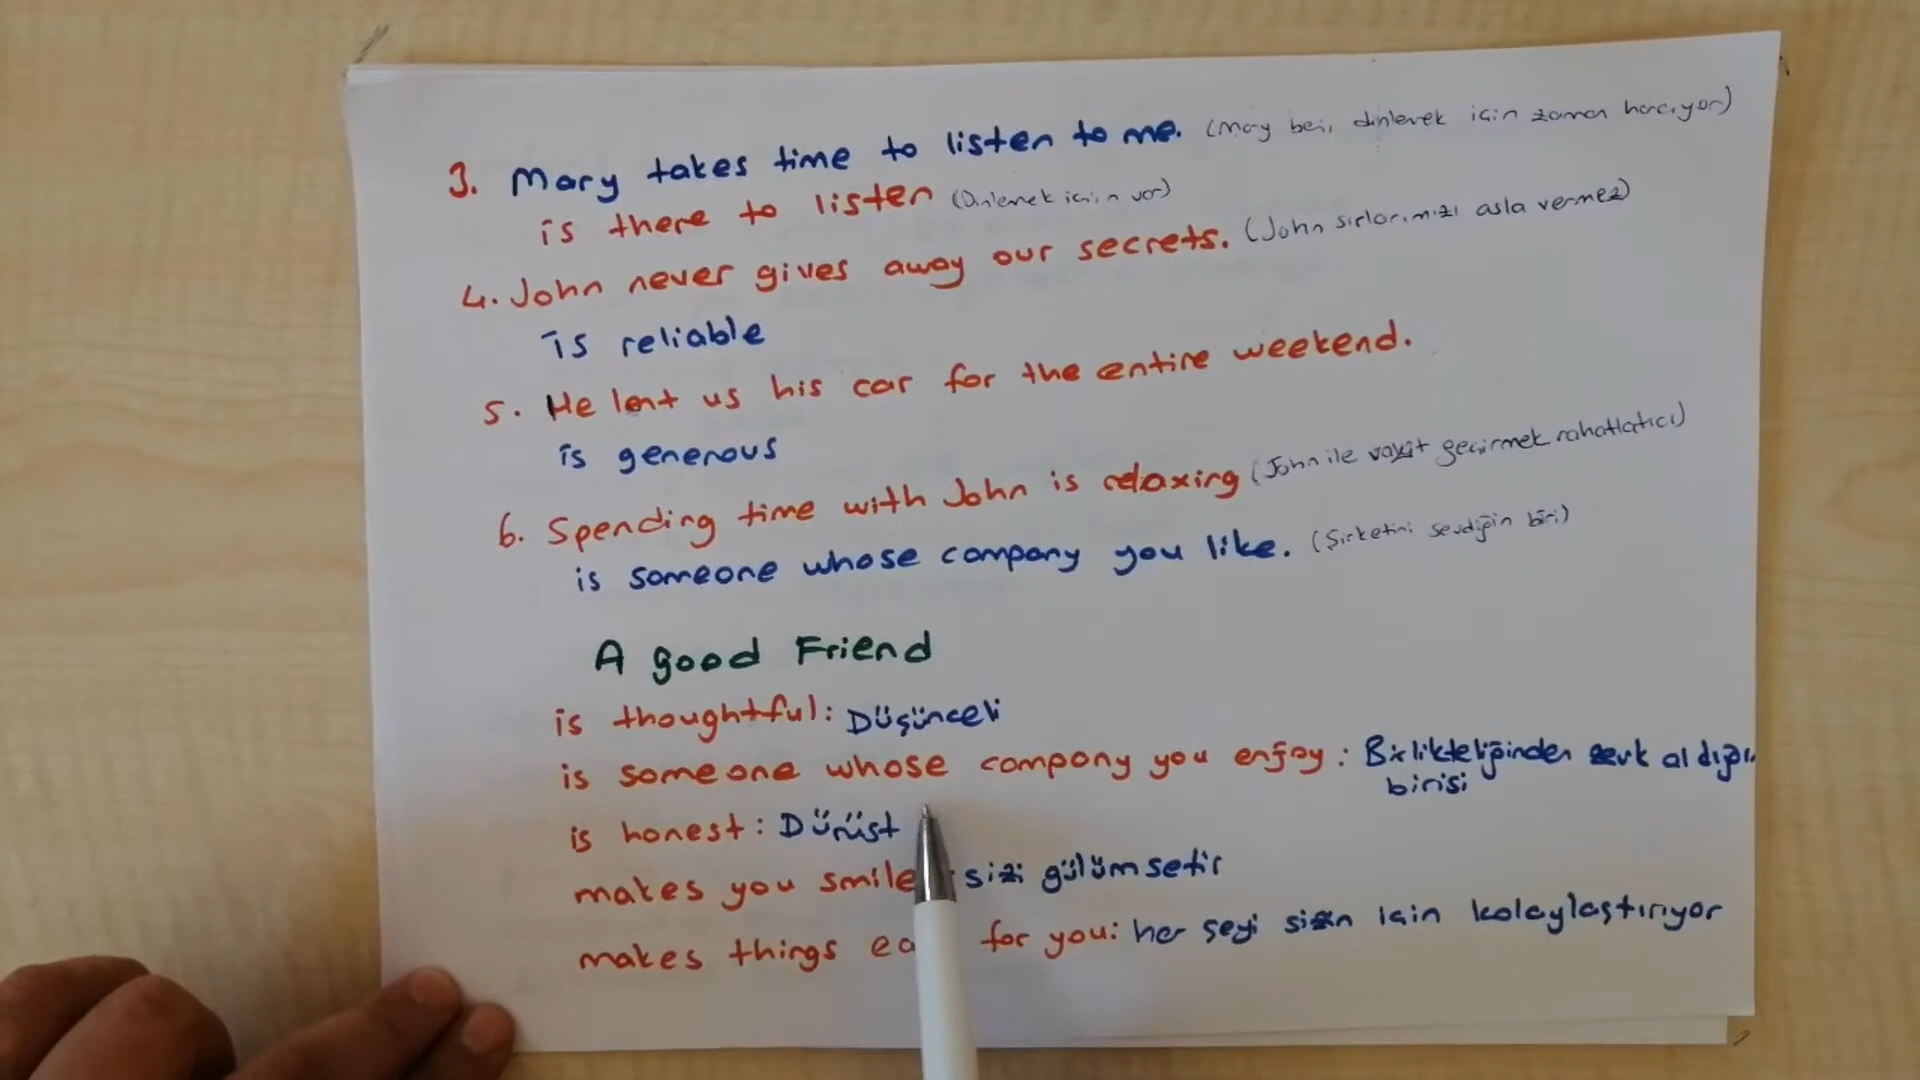 3. Mary takes time to listen to me. (May beni dinlemek için zaman harcıyor)
is there to listen (Dinlemek için var)
4. John never gives away our secrets. (John sırlarımızı asla vermez)
is reliable
5. He lent us his car for the entire weekend.
is generous
6. Spending time with John is relaxing (John ile vakit geçirmek rahatlatıcı)
is someone whose company you like. (Şirketini sevdiğin biri)
A good Friend
is thoughtful: Düşünceli
is someone whose company you enjoy: Birlikteliğinden zevk
birisi
is honest: Dürüst
makes you smile sizi gülümsetir
makes things for you: her şeyi sizin için kolaylaştırıyor